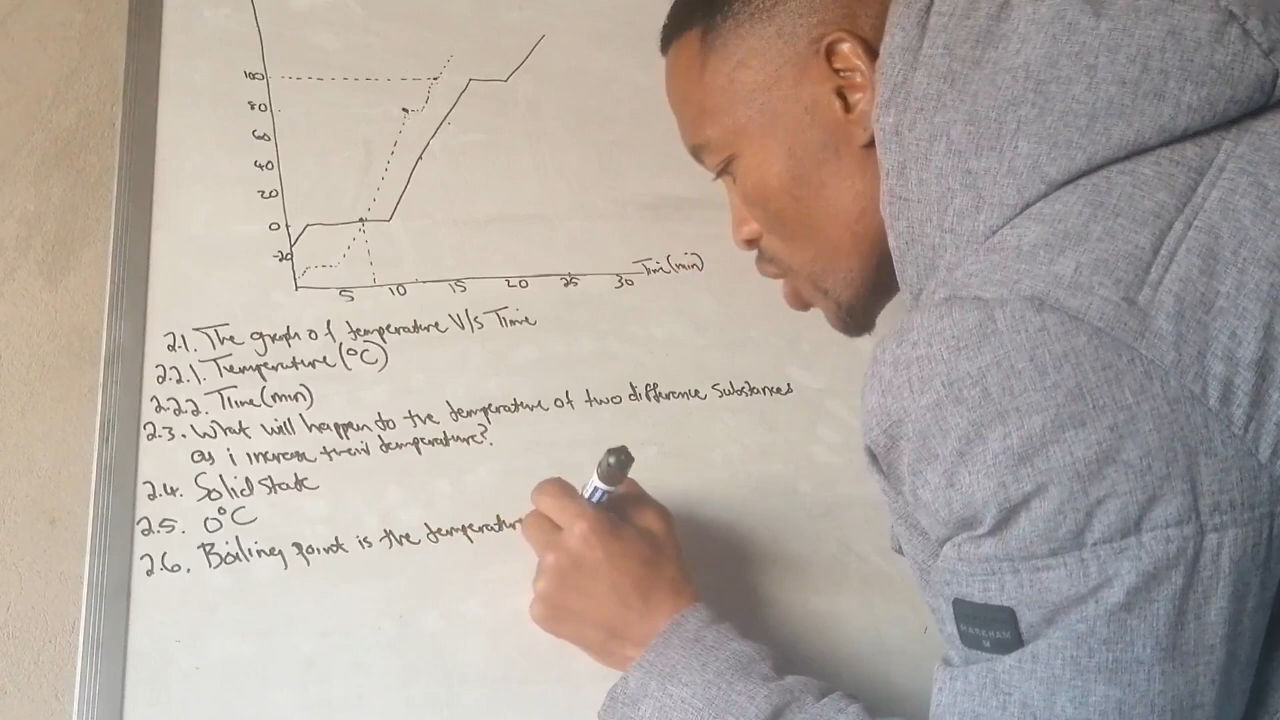 100
80
60
40
20
0
-20
5 10 15 20 25 30 Time(min)
2.1. The graph of temperature V/s Time
2.2.1. Temperature (°C)
2.2.2. Time (min)
2.3. What will happen to the temperature of two difference Substances
as i increase their temperature?
2.4. Solid state
2.5. 0°C
2.6. Boiling point is the temperature
MARKHAM
M